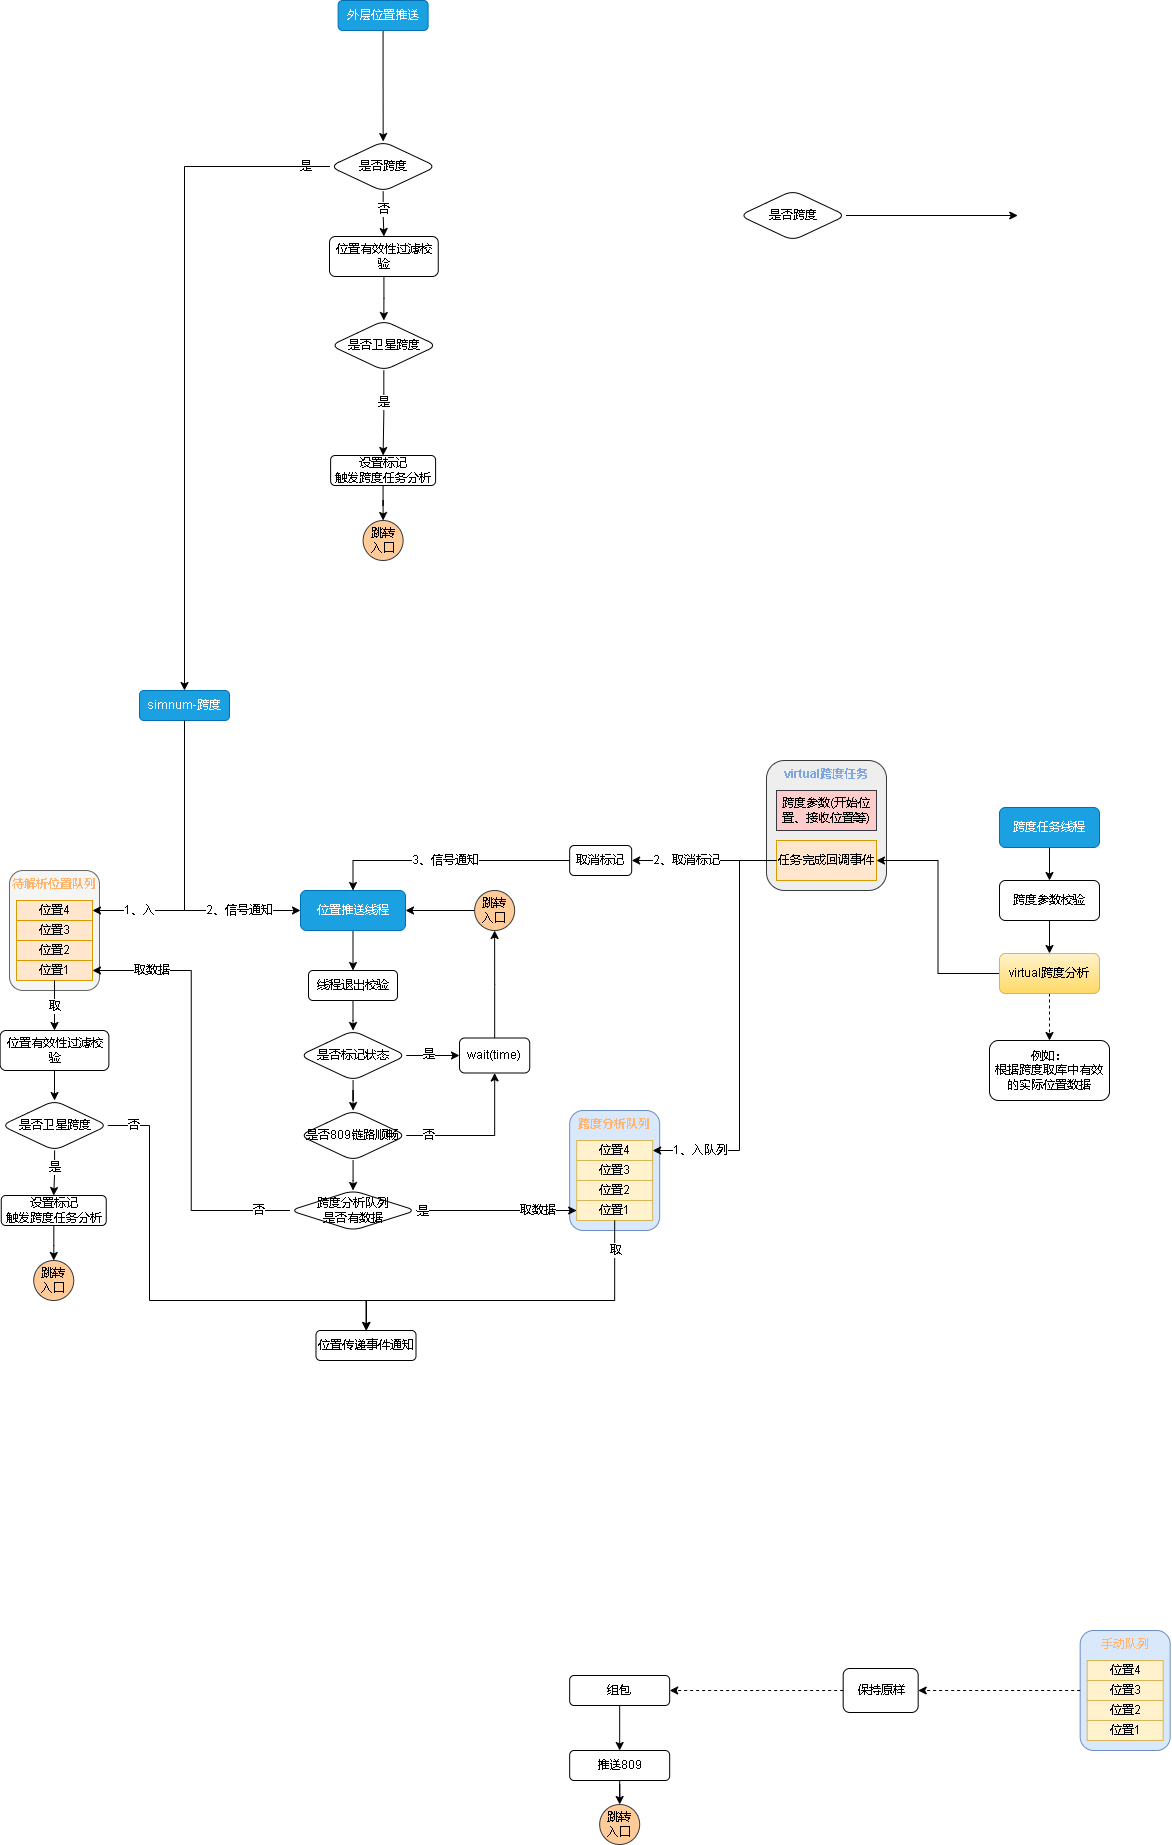 外层位置推送
是否跨度
是
否
位置有效性过滤校
验
是否卫星跨度
是
设置标记
触发跨度任务分析
跳转
入口
是否跨度
simnum-跨度
virtual跨度任务
跨度参数(开始位
置、接收位置等)
任务完成回调事件
跨度任务线程
跨度参数校验
virtual跨度分析
例如：
根据跨度取库中有效
的实际位置数据
2、取消标记
取消标记
3、信号通知
待解析位置队列
位置4
位置3
位置2
位置1
1、入
2、信号通知
位置推送线程
跳转
入口
取数据
取
线程退出校验
位置有效性过滤校
验
是否标记状态
是
wait(time)
是否卫星跨度
否
是否809链路顺畅
否
跨度分析队列
位置4
位置3
位置2
位置1
1、入队列
是
设置标记
触发跨度任务分析
否
跨度分析队列
是否有数据
是
取数据
取
跳转
入口
位置传递事件通知
手动队列
位置4
位置3
位置2
位置1
保持原样
组包
推送809
跳转
入口